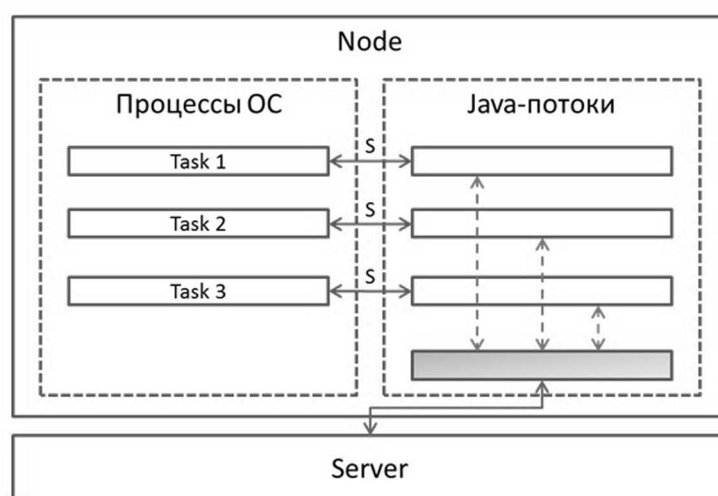 Node
Процессы ОС
Java-потоки
Task 1
S
Task 2
S
Task 3
S
Server